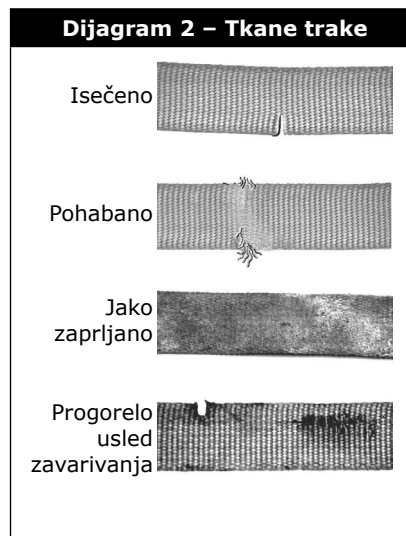 Dijagram 2 – Tkane trake
Isečeno
Pohabano
Jako
zaprljano
Progorelo
usled
zavarivanja